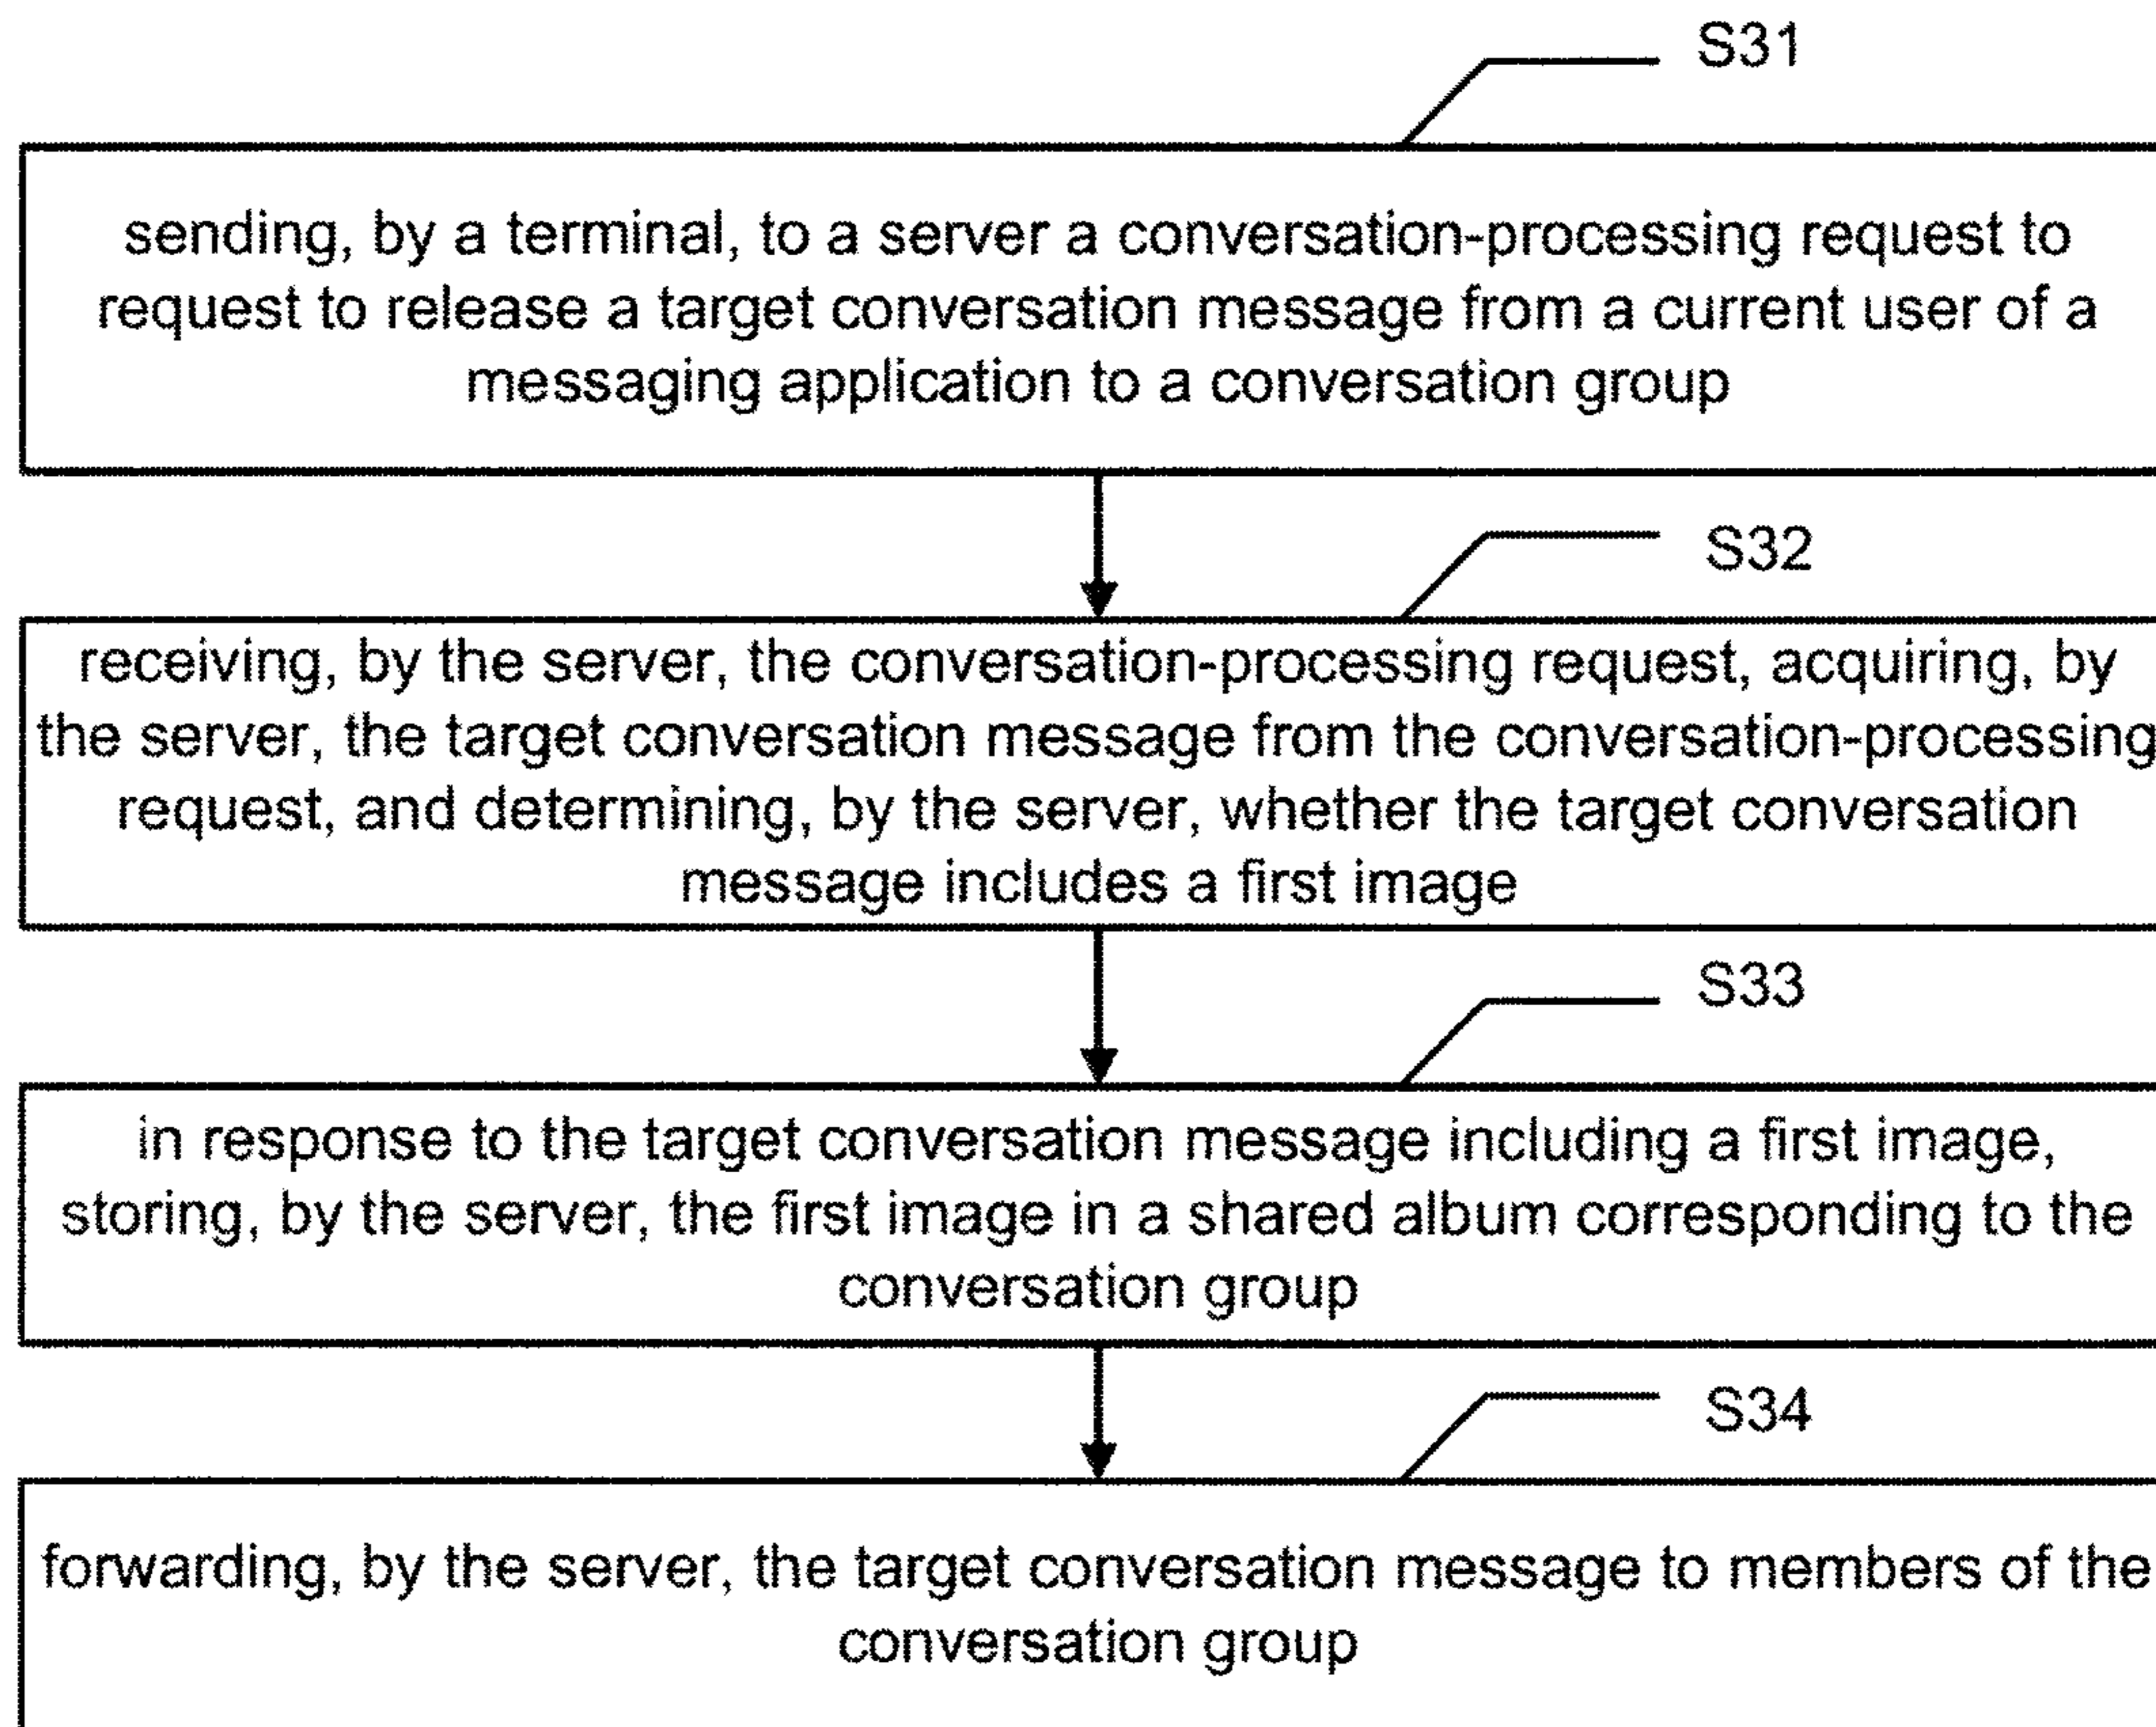 S31
sending, by a terminal, to a server a conversation-processing request to
request to release a target conversation message from a current user of a
messaging application to a conversation group
S32
receiving, by the server, the conversation-processing request, acquiring, by
the server, the target conversation message from the conversation-processing
request, and determining, by the server, whether the target conversation
message includes a first image
S33
in response to the target conversation message including a first image,
storing, by the server, the first image in a shared album corresponding to the
conversation group
S34
forwarding, by the server, the target conversation message to members of the
conversation group